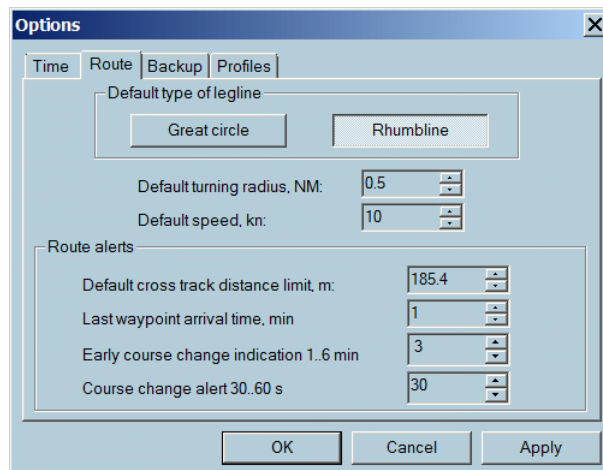 Options
Time Route Backup Profiles
Default type of legline
Great circle Rhumbline
Default turning radius, NM: 0.5
Default speed, kn: 10
Route alerts
Default cross track distance limit, m: 185.4
Last waypoint arrival time, min 1
Early course change indication 1..6 min 3
Course change alert 30..60 s 30
OK Cancel Apply